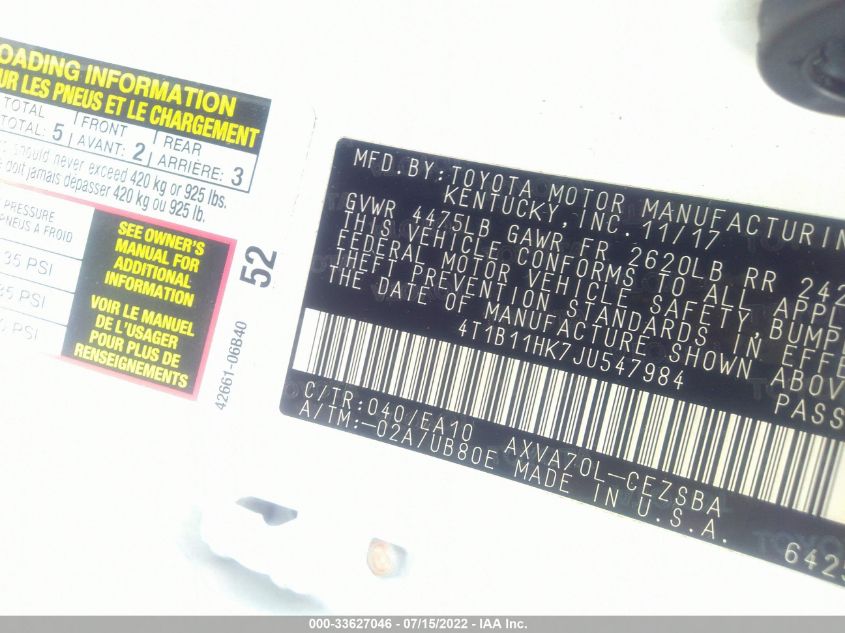 OADING INFORMATION
UR LES PNEUS ET LE CHARGEMENT
TOTAL FRONT REAR
TOTAL: 5 AVANT: 2 ARRIÈRE: 3
should never exceed 420 kg or 925 lbs.
doit jamais dépasser 420 kg ou 925 lb.
PRESSURE
PNEUS A FROID
35 PSI
35 PSI
PSI
SEE OWNER'S
MANUAL FOR
ADDITIONAL
INFORMATION
VOIR LE MANUEL
DE L'USAGER
POUR PLUS DE
RENSEIGNEMENTS
52
42661-06B40
MFD.BY:TOYOTA MOTOR MANUFACTURIN
KENTUCKY,INC.11/17
GVWR 4475LB GAWR FR 2620LB RR 242
THIS VEHICLE CONFORMS TO ALL APPL
FEDERAL MOTOR VEHICLE SAFETY,BUMP
THEFT PREVENTION STANDARDS IN EFFE
THE DATE OF MANUFACTURE SHOWN ABOV
4T1B11HK7JU547984
PASS
C/TR:040/EA10 AXVA70L-CEZSBA
A/TM:-02A/UB80E MADE IN U.S.A.
6425
000-33627046 - 07/15/2022 - IAA Inc.